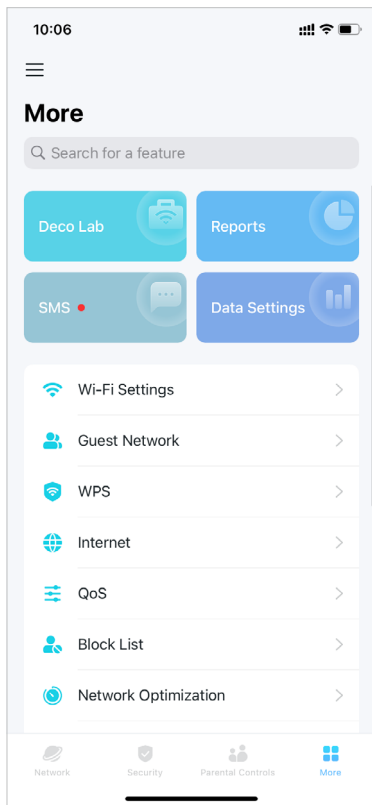 10:06
More
Search for a feature
Deco Lab
Reports
SMS
Data Settings
Wi-Fi Settings
Guest Network
WPS
Internet
QoS
Block List
Network Optimization
Network
Security
Parental Controls
More